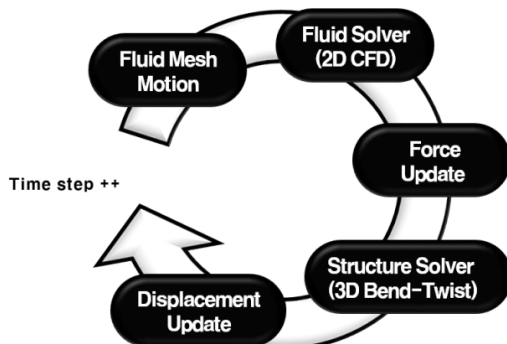 Fluid Mesh
Motion
Fluid Solver
(2D CFD)
Force
Update
Structure Solver
(3D Bend-Twist)
Displacement
Update
Time step ++